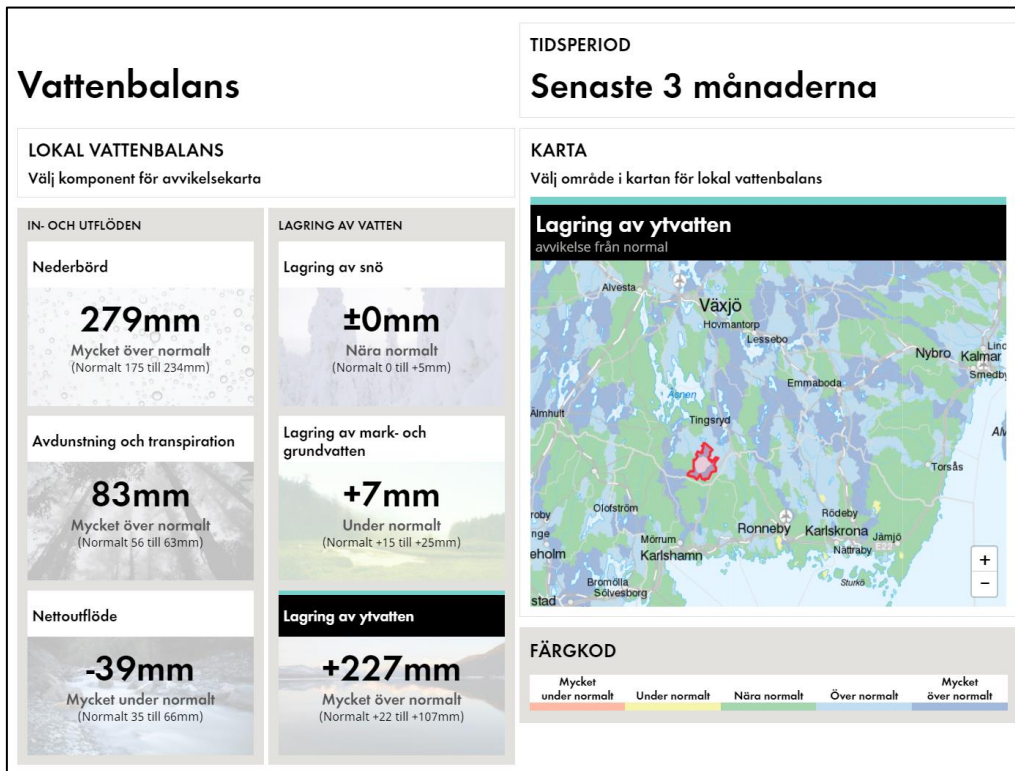 Vattenbalans
TIDSPERIOD
Senaste 3 månaderna
LOKAL VATTENBALANS
Välj komponent för avvikelsekarta
IN- OCH UTFLÖDEN
Nederbörd
279mm
Mycket över normalt
(Normalt 175 till 234mm)
Avdunstning och transpiration
83mm
Mycket över normalt
(Normalt 56 till 63mm)
Nettoutflöde
-39mm
Mycket under normalt
(Normalt 35 till 66mm)
LAGRING AV VATTEN
Lagring av snö
±0mm
Nära normalt
(Normalt 0 till +5mm)
Lagring av mark- och
grundvatten
+7mm
Under normalt
(Normalt +15 till +25mm)
Lagring av ytvatten
+227mm
Mycket över normalt
(Normalt +22 till +107mm)
KARTA
Välj område i kartan för lokal vattenbalans
Lagring av ytvatten
avvikelse från normal
Alvesta
Växjö
Hovmantorp
Lessebo
Nybro
Kalmar
Linc
Smedby
Emmaboda
Åsnen
Älmhult
Tingsryd
Torsås
Olofström
roby
nge
eholm
Mörrum
Karlshamn
Ronneby
Rödeby
Karlskrona
Jämjö
Nättraby
E22
Bromölla
Sölvesborg
stad
Sturkö
+
−
FÄRGKOD
Mycket
under normalt
Under normalt
Nära normalt
Över normalt
Mycket
över normalt